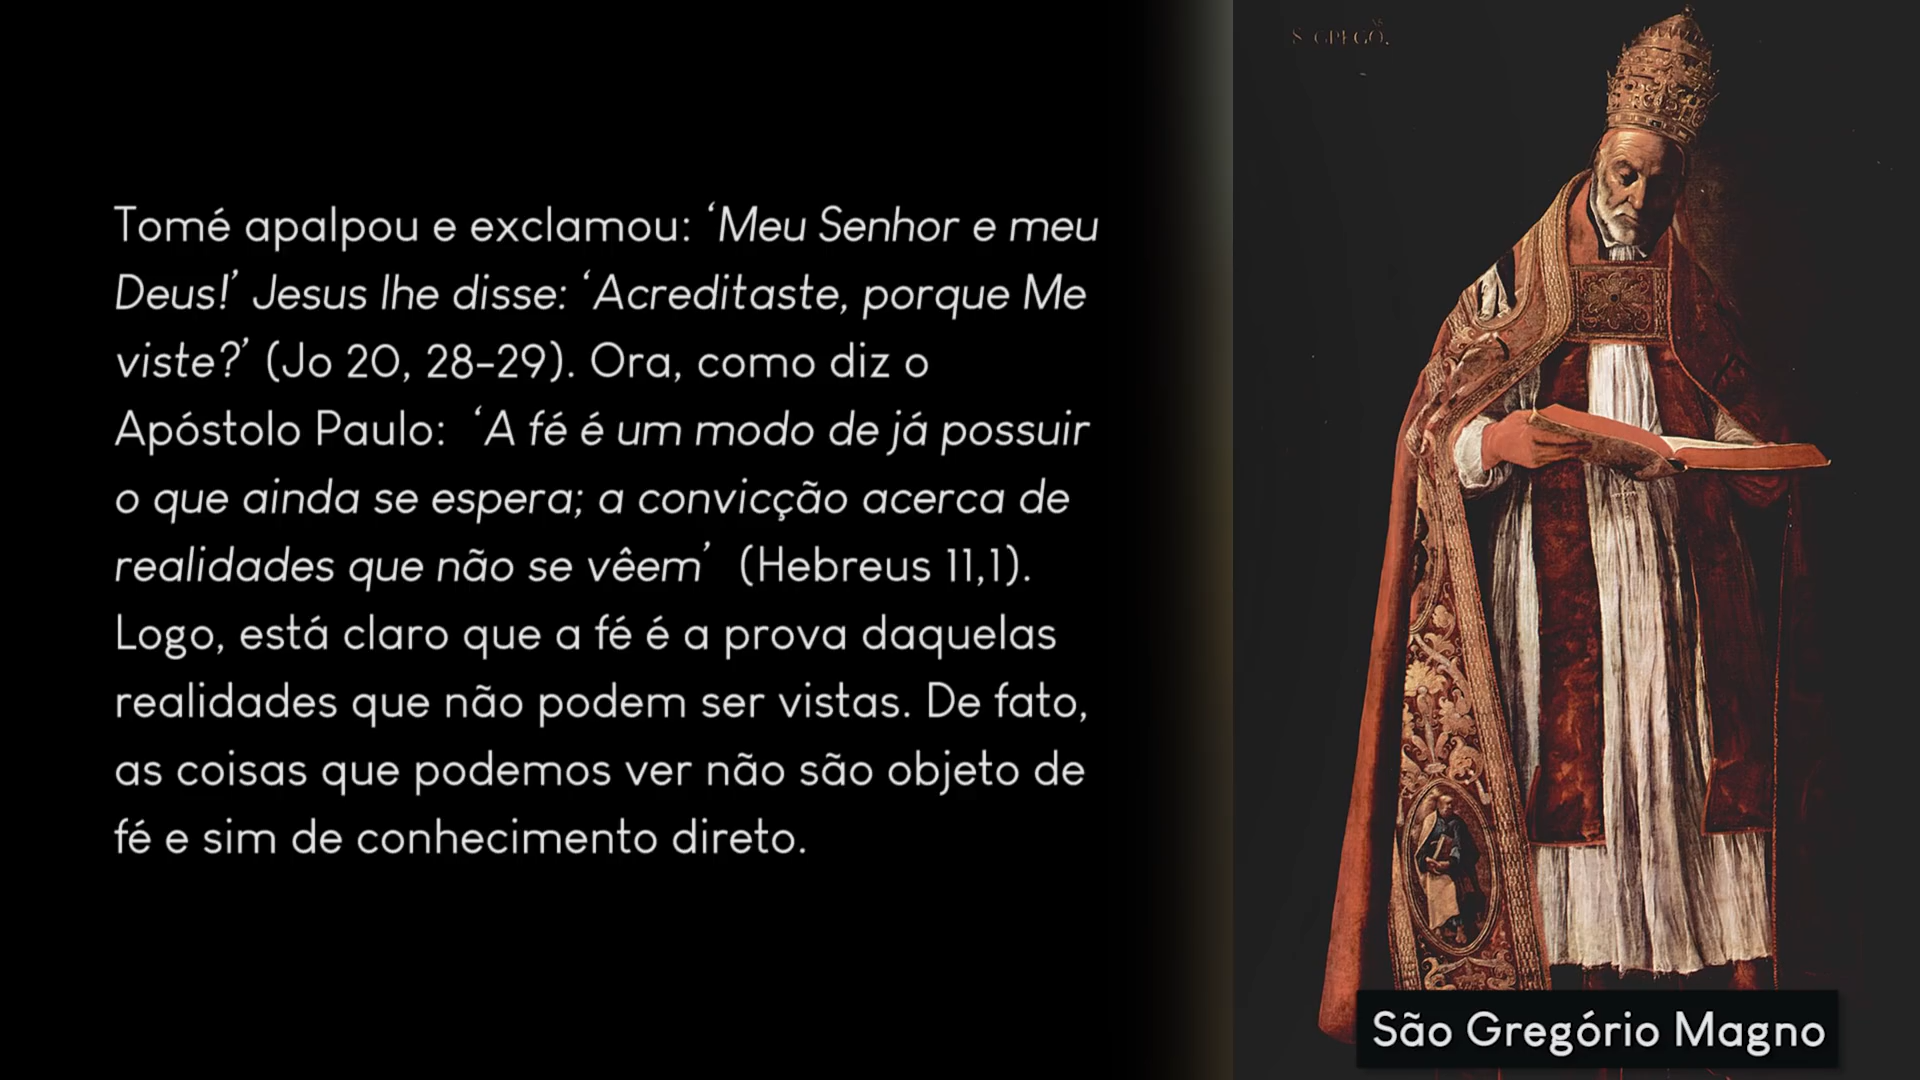 S GREGO.
Tomé apalpou e exclamou: ‘Meu Senhor e meu
Deus!’ Jesus lhe disse: ‘Acreditaste, porque Me
viste?’ (Jo 20, 28-29). Ora, como diz o
Apóstolo Paulo: ‘A fé é um modo de já possuir
o que ainda se espera; a convicção acerca de
realidades que não se vêem’ (Hebreus 11,1).
Logo, está claro que a fé é a prova daquelas
realidades que não podem ser vistas. De fato,
as coisas que podemos ver não são objeto de
fé e sim de conhecimento direto.
São Gregório Magno